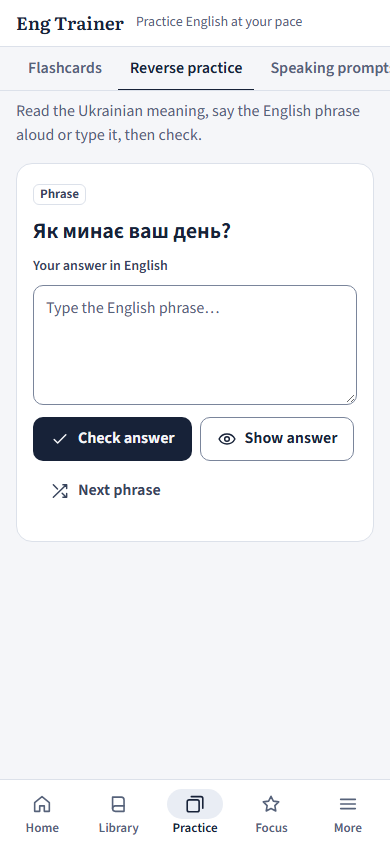 Eng Trainer Practice English at your pace
Flashcards Reverse practice Speaking prompts
Read the Ukrainian meaning, say the English phrase
aloud or type it, then check.
Phrase
Як минає ваш день?
Your answer in English
Type the English phrase…
Check answer Show answer
Next phrase
Home Library Practice Focus More